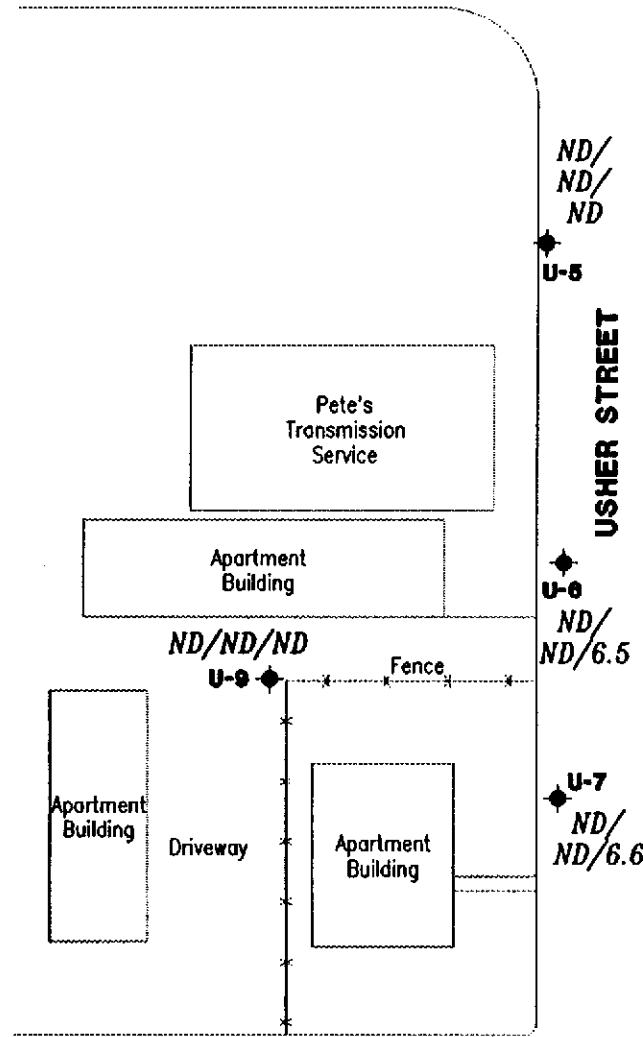 ND/
ND/
ND
U-5
USHER STREET
Pete's
Transmission
Service
Apartment
Building
U-6
ND/
ND/6.5
ND/ND/ND
U-9
Fence
U-7
ND/
ND/6.6
Apartment
Building
Driveway
Apartment
Building